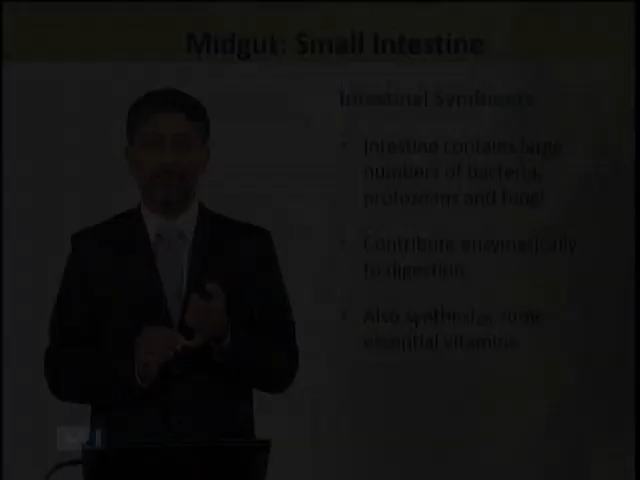 Midgut: Small Intestine
Intestinal Symbionts
• Intestine contains large
numbers of bacteria,
protozoans and fungi
• Contribute enzymatically
to digestion
• Also synthesize some
essential vitamins